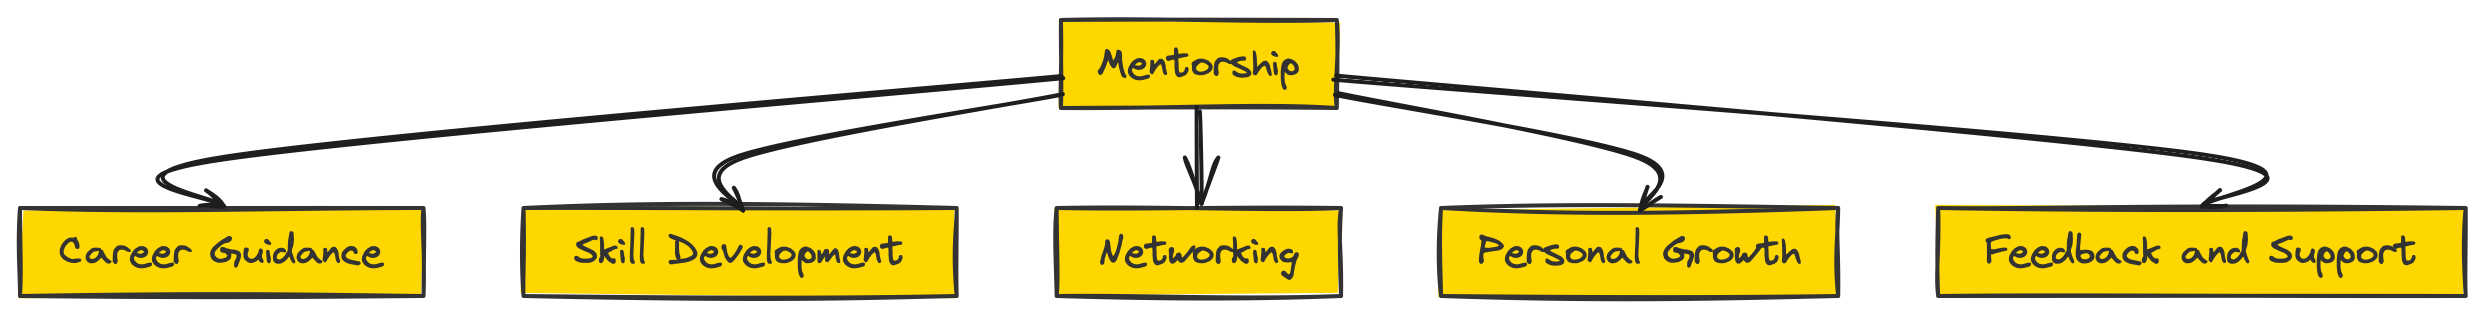 Mentorship
Career Guidance
Skill Development
Networking
Personal Growth
Feedback and Support